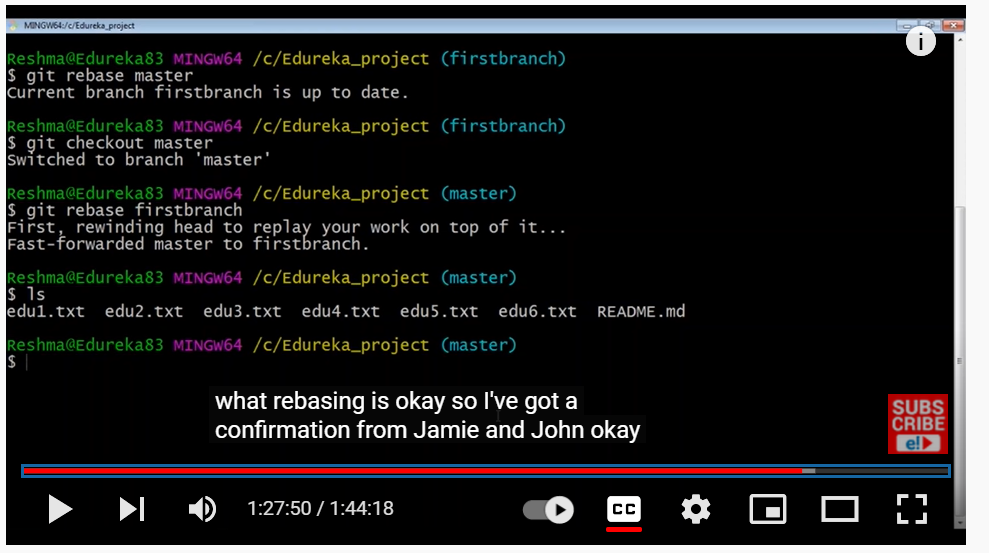 MINGW64:/c/Edureka_project
Reshma@Edureka83 MINGW64 /c/Edureka_project (firstbranch)
$ git rebase master
Current branch firstbranch is up to date.
Reshma@Edureka83 MINGW64 /c/Edureka_project (firstbranch)
$ git checkout master
Switched to branch 'master'
Reshma@Edureka83 MINGW64 /c/Edureka_project (master)
$ git rebase firstbranch
First, rewinding head to replay your work on top of it...
Fast-forwarded master to firstbranch.
Reshma@Edureka83 MINGW64 /c/Edureka_project (master)
$ ls
edu1.txt edu2.txt edu3.txt edu4.txt edu5.txt edu6.txt README.md
Reshma@Edureka83 MINGW64 /c/Edureka_project (master)
$
what rebasing is okay so I've got a
confirmation from Jamie and John okay
SUBS
CRIBE
e!
1:27:50 / 1:44:18
CC